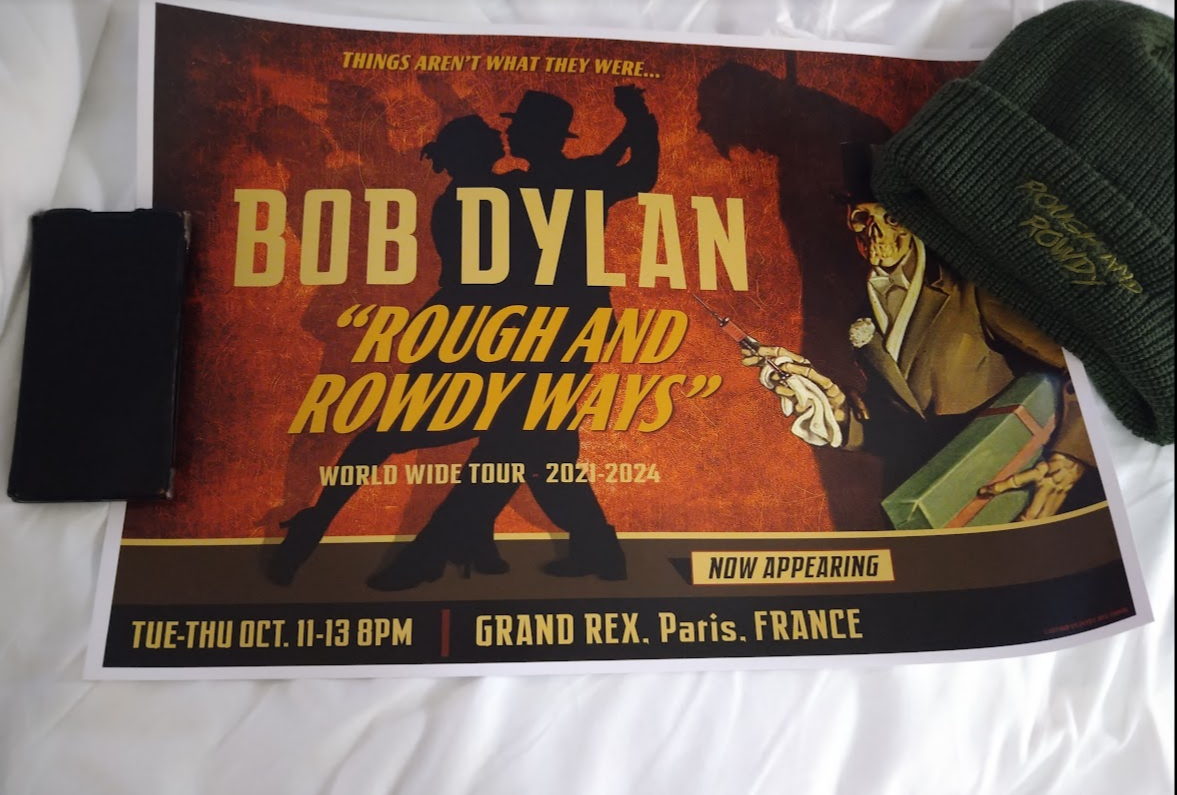 THINGS AREN'T WHAT THEY WERE...
BOB DYLAN
"ROUGH AND
ROWDY WAYS"
WORLD WIDE TOUR - 2021-2024
NOW APPEARING
TUE-THU OCT. 11-13 8PM
GRAND REX. Paris. FRANCE
ROUGH AND
ROWDY